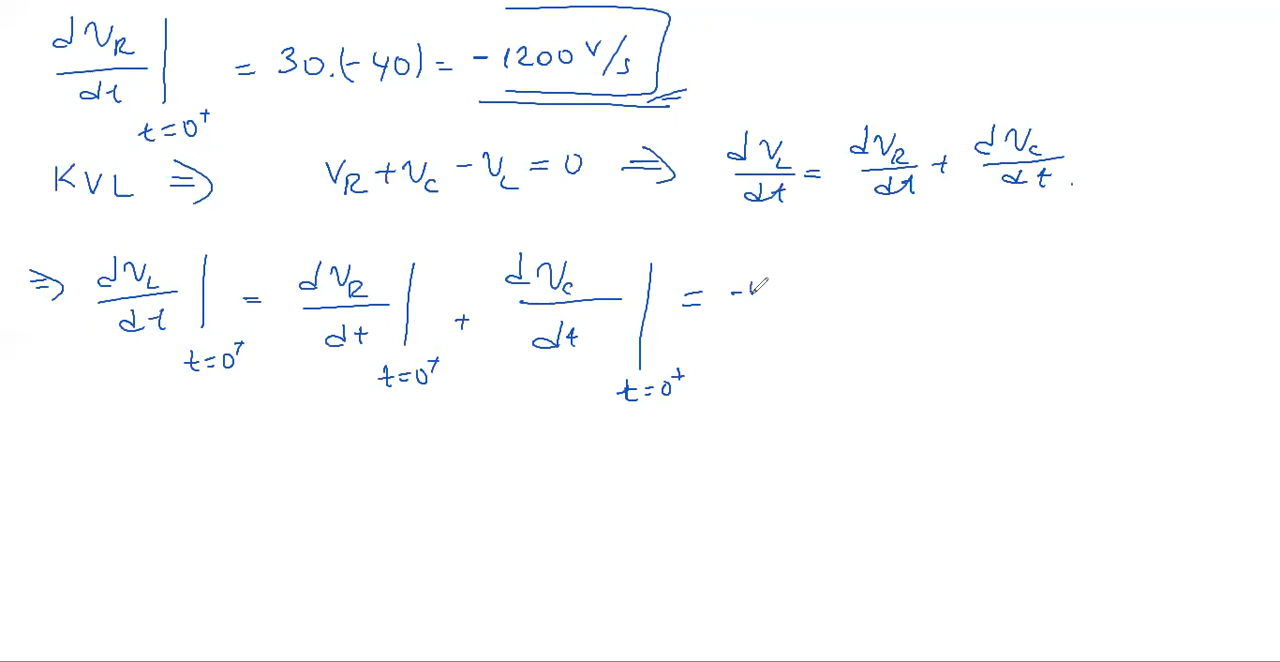 dV_R/dt |_{t=0⁺} = 30.(-40) = -1200 V/s
KVL ⇒ V_R + V_C - V_L = 0 ⇒ dV_L/dt = dV_R/dt + dV_C/dt .
⇒ dV_L/dt |_{t=0⁺} = dV_R/dt |_{t=0⁺} + dV_C/dt |_{t=0⁺} = -